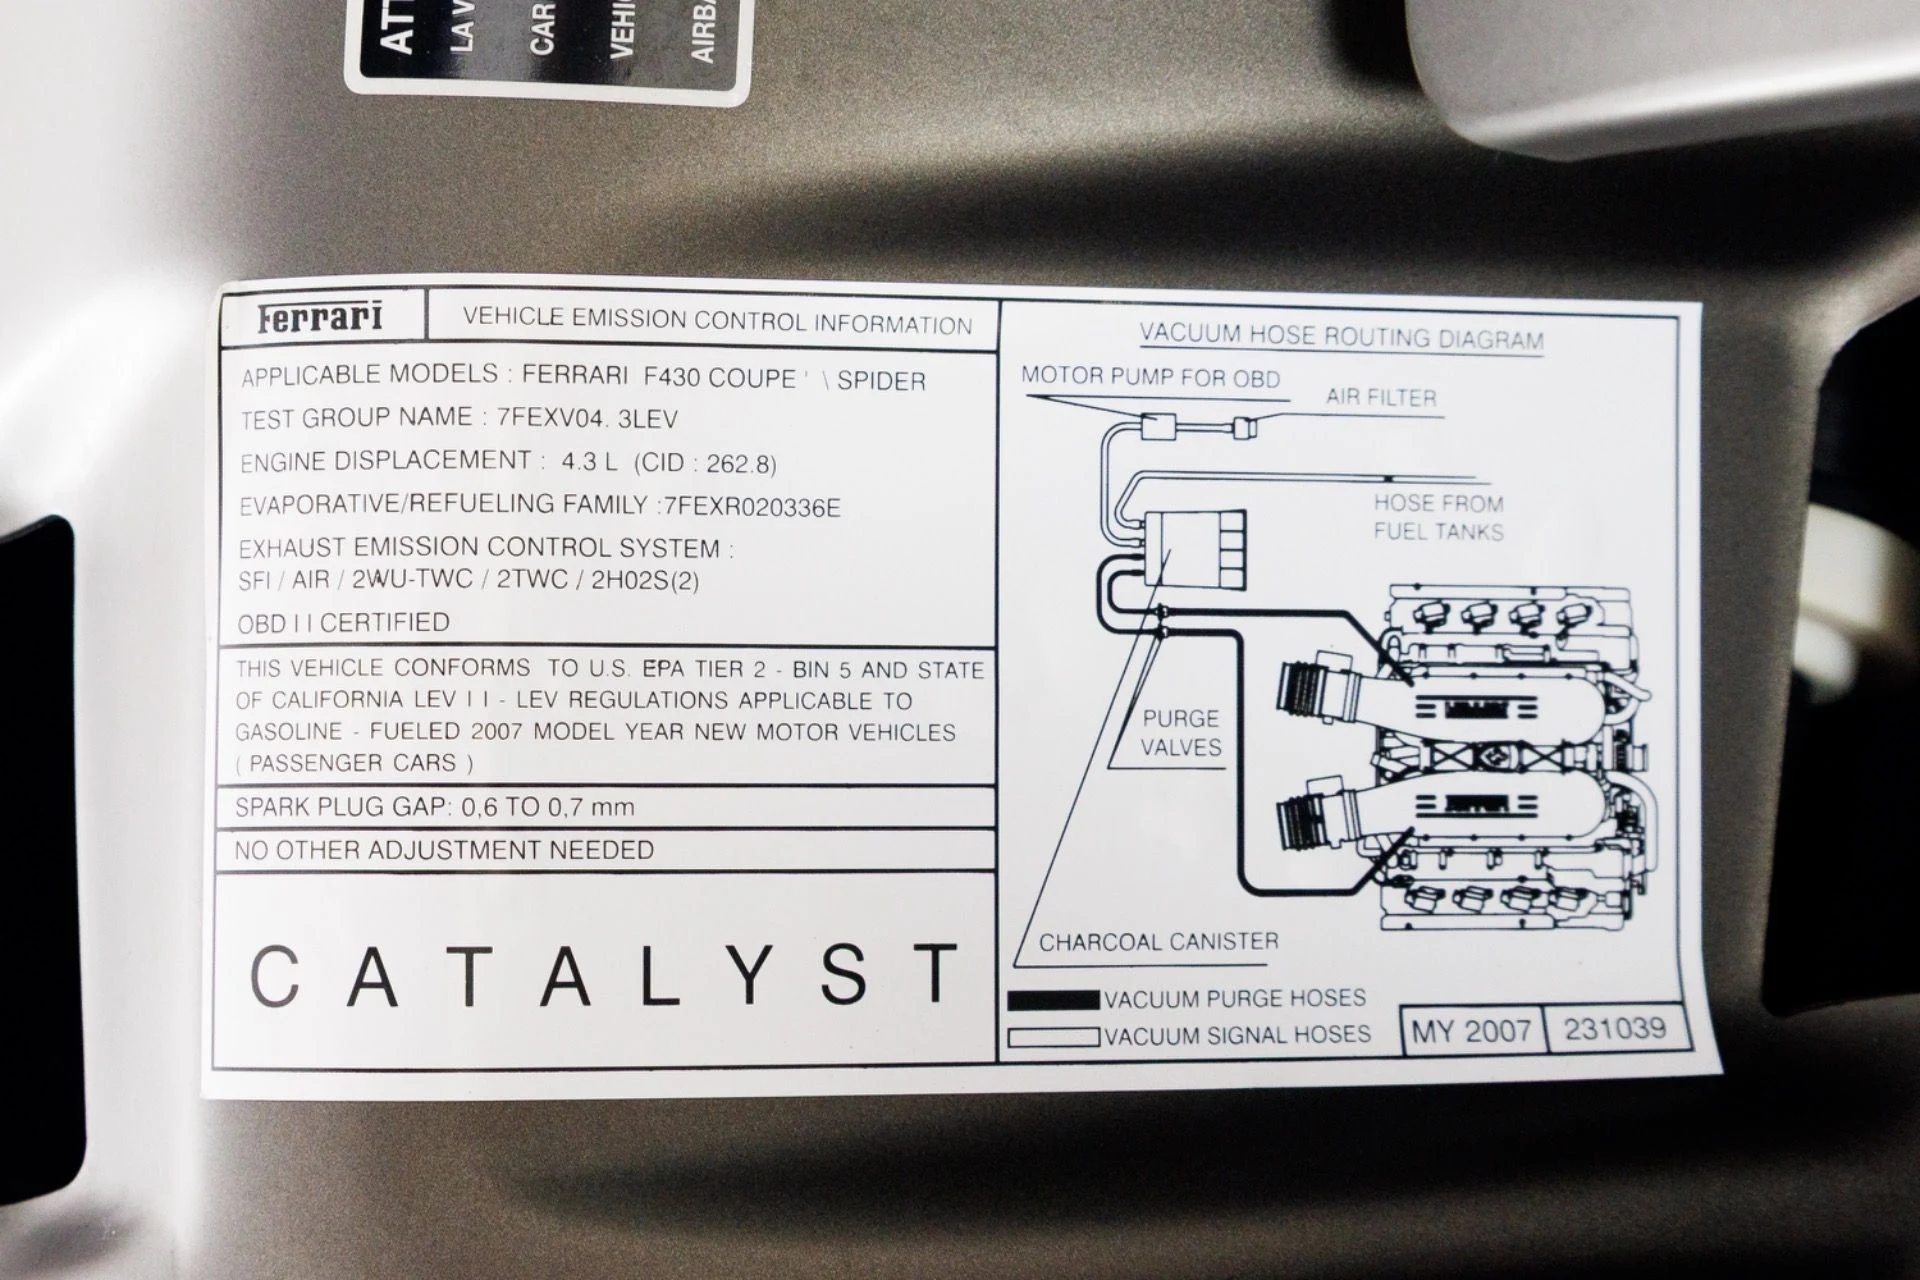 ATT
LA V
CAR
VEHIC
AIRBA
Ferrari
VEHICLE EMISSION CONTROL INFORMATION
APPLICABLE MODELS : FERRARI F430 COUPE ' \ SPIDER
TEST GROUP NAME : 7FEXV04. 3LEV
ENGINE DISPLACEMENT : 4.3 L (CID : 262.8)
EVAPORATIVE/REFUELING FAMILY :7FEXR020336E
EXHAUST EMISSION CONTROL SYSTEM :
SFI / AIR / 2WU-TWC / 2TWC / 2H02S(2)
OBD I I CERTIFIED
THIS VEHICLE CONFORMS TO U.S. EPA TIER 2 - BIN 5 AND STATE
OF CALIFORNIA LEV I I - LEV REGULATIONS APPLICABLE TO
GASOLINE - FUELED 2007 MODEL YEAR NEW MOTOR VEHICLES
( PASSENGER CARS )
SPARK PLUG GAP: 0,6 TO 0,7 mm
NO OTHER ADJUSTMENT NEEDED
CATALYST
VACUUM HOSE ROUTING DIAGRAM
MOTOR PUMP FOR OBD
AIR FILTER
HOSE FROM
FUEL TANKS
PURGE
VALVES
CHARCOAL CANISTER
VACUUM PURGE HOSES
VACUUM SIGNAL HOSES
MY 2007
231039